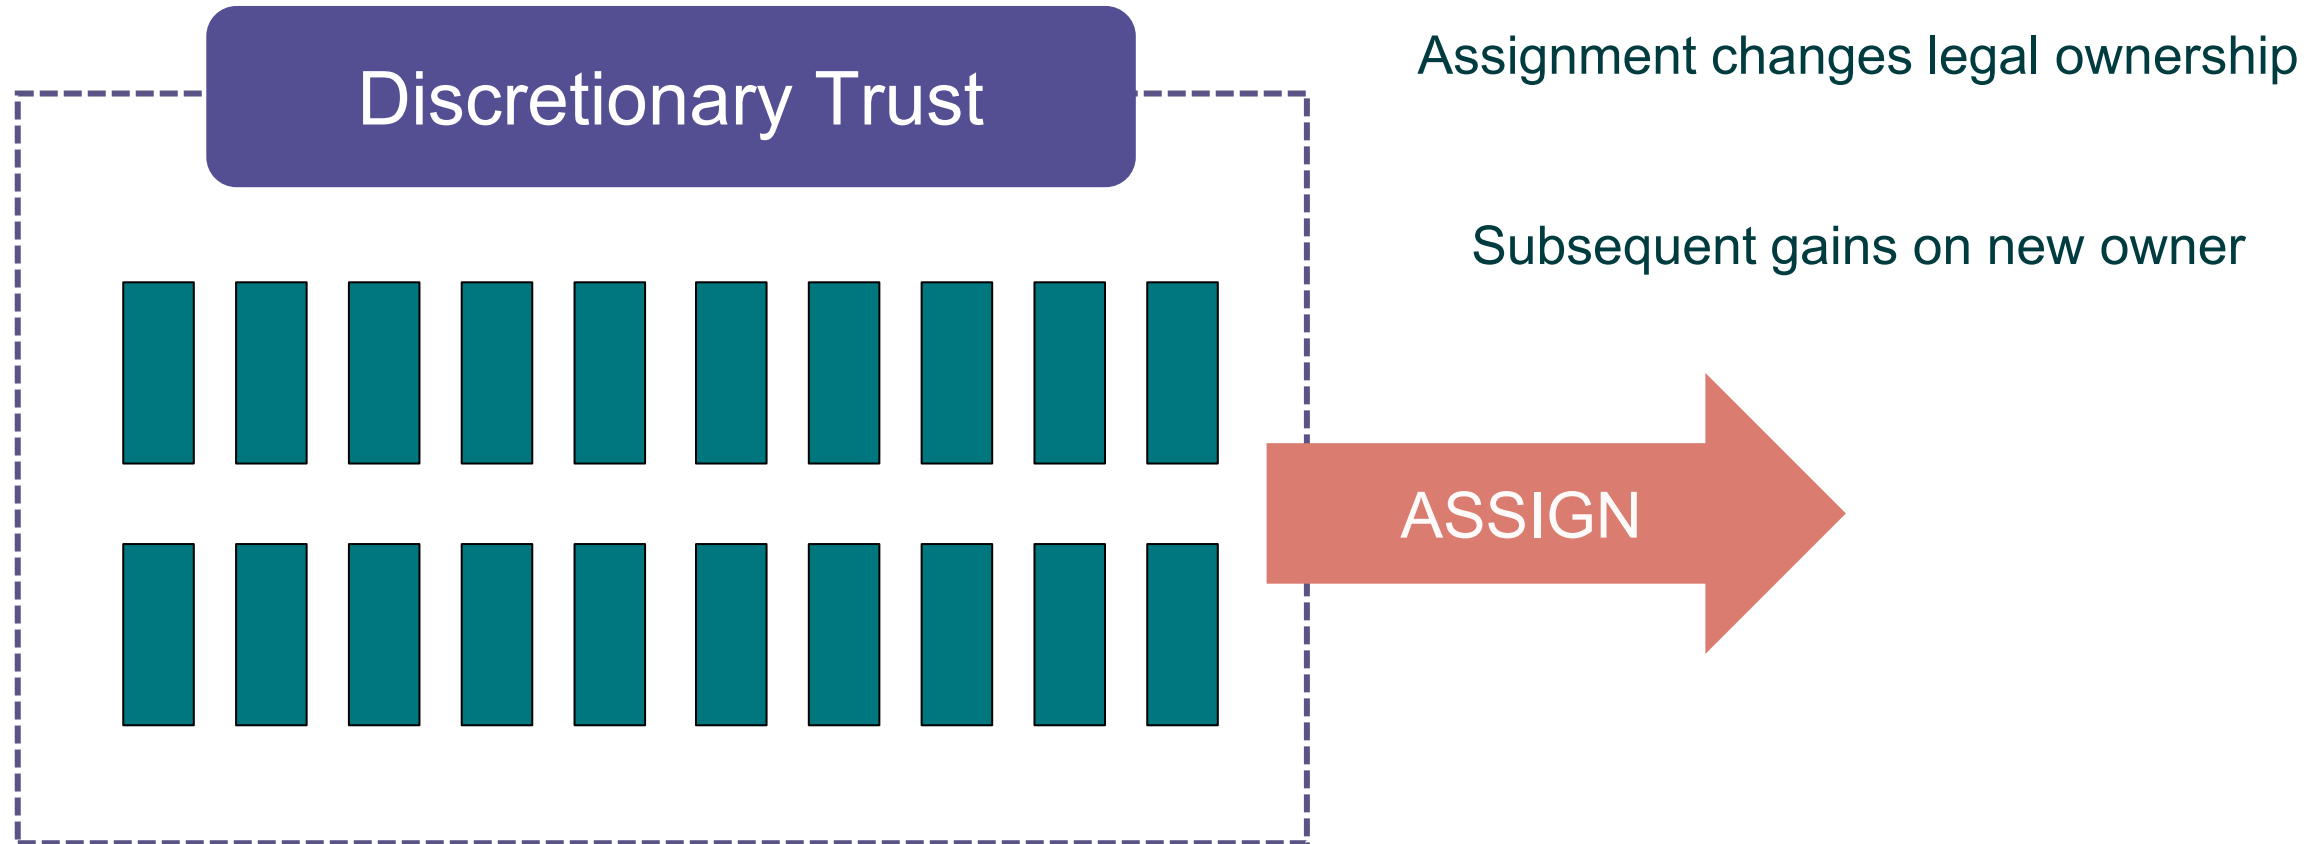 Discretionary Trust
Assignment changes legal ownership
Subsequent gains on new owner
ASSIGN